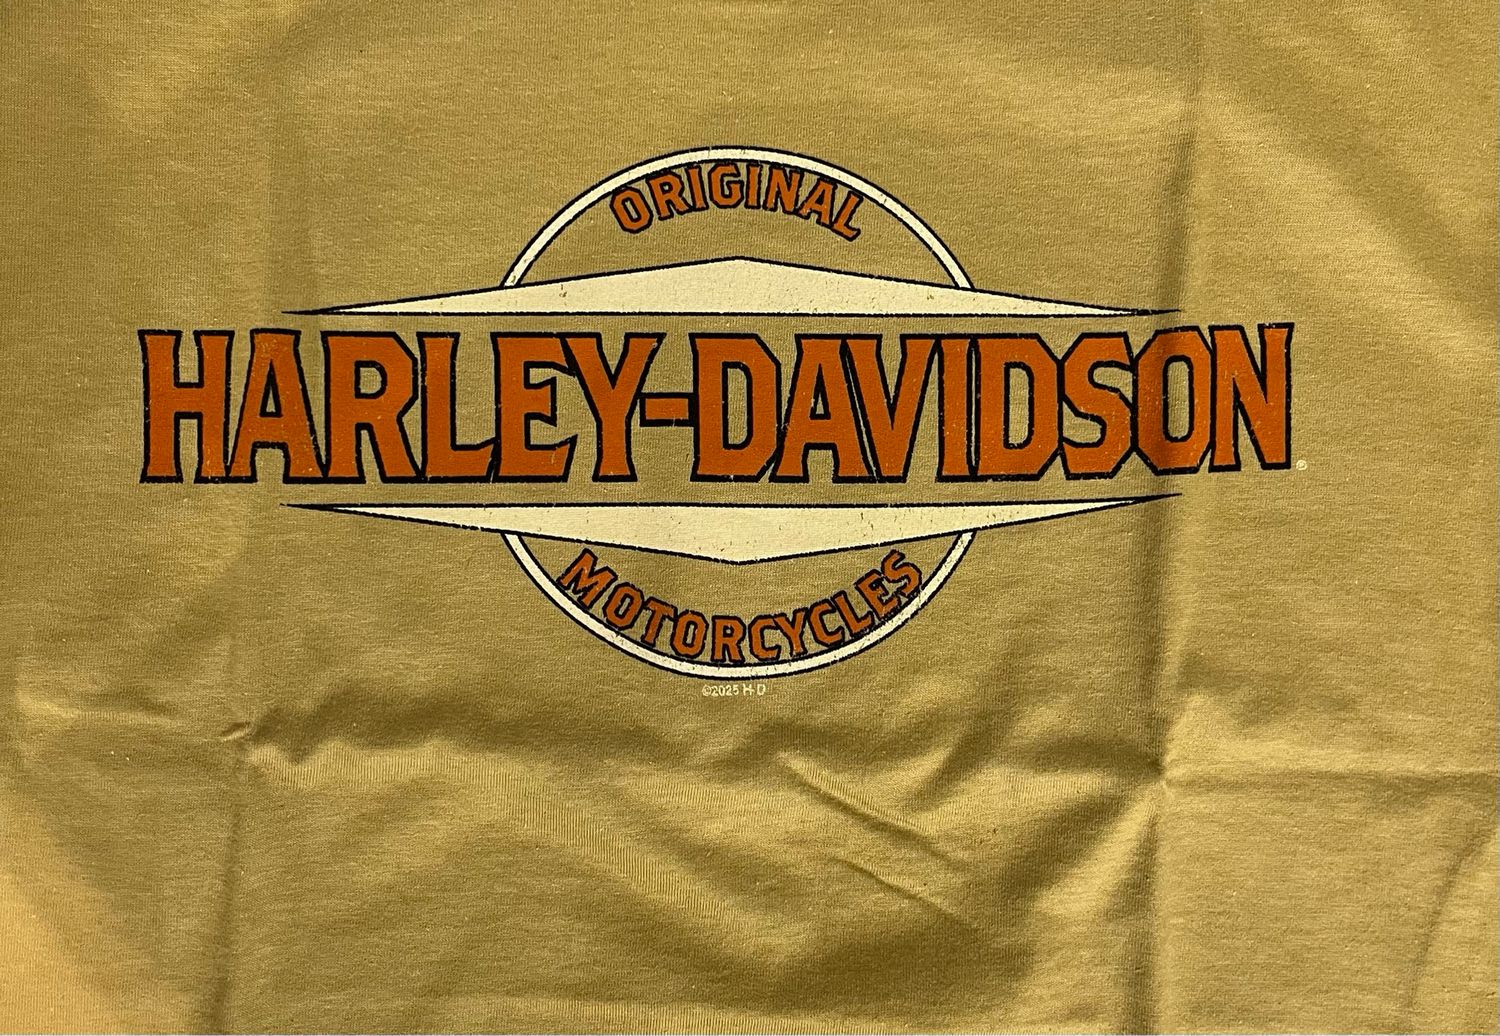 ORIGINAL
HARLEY-DAVIDSON®
MOTORCYCLES
©2025 H-D